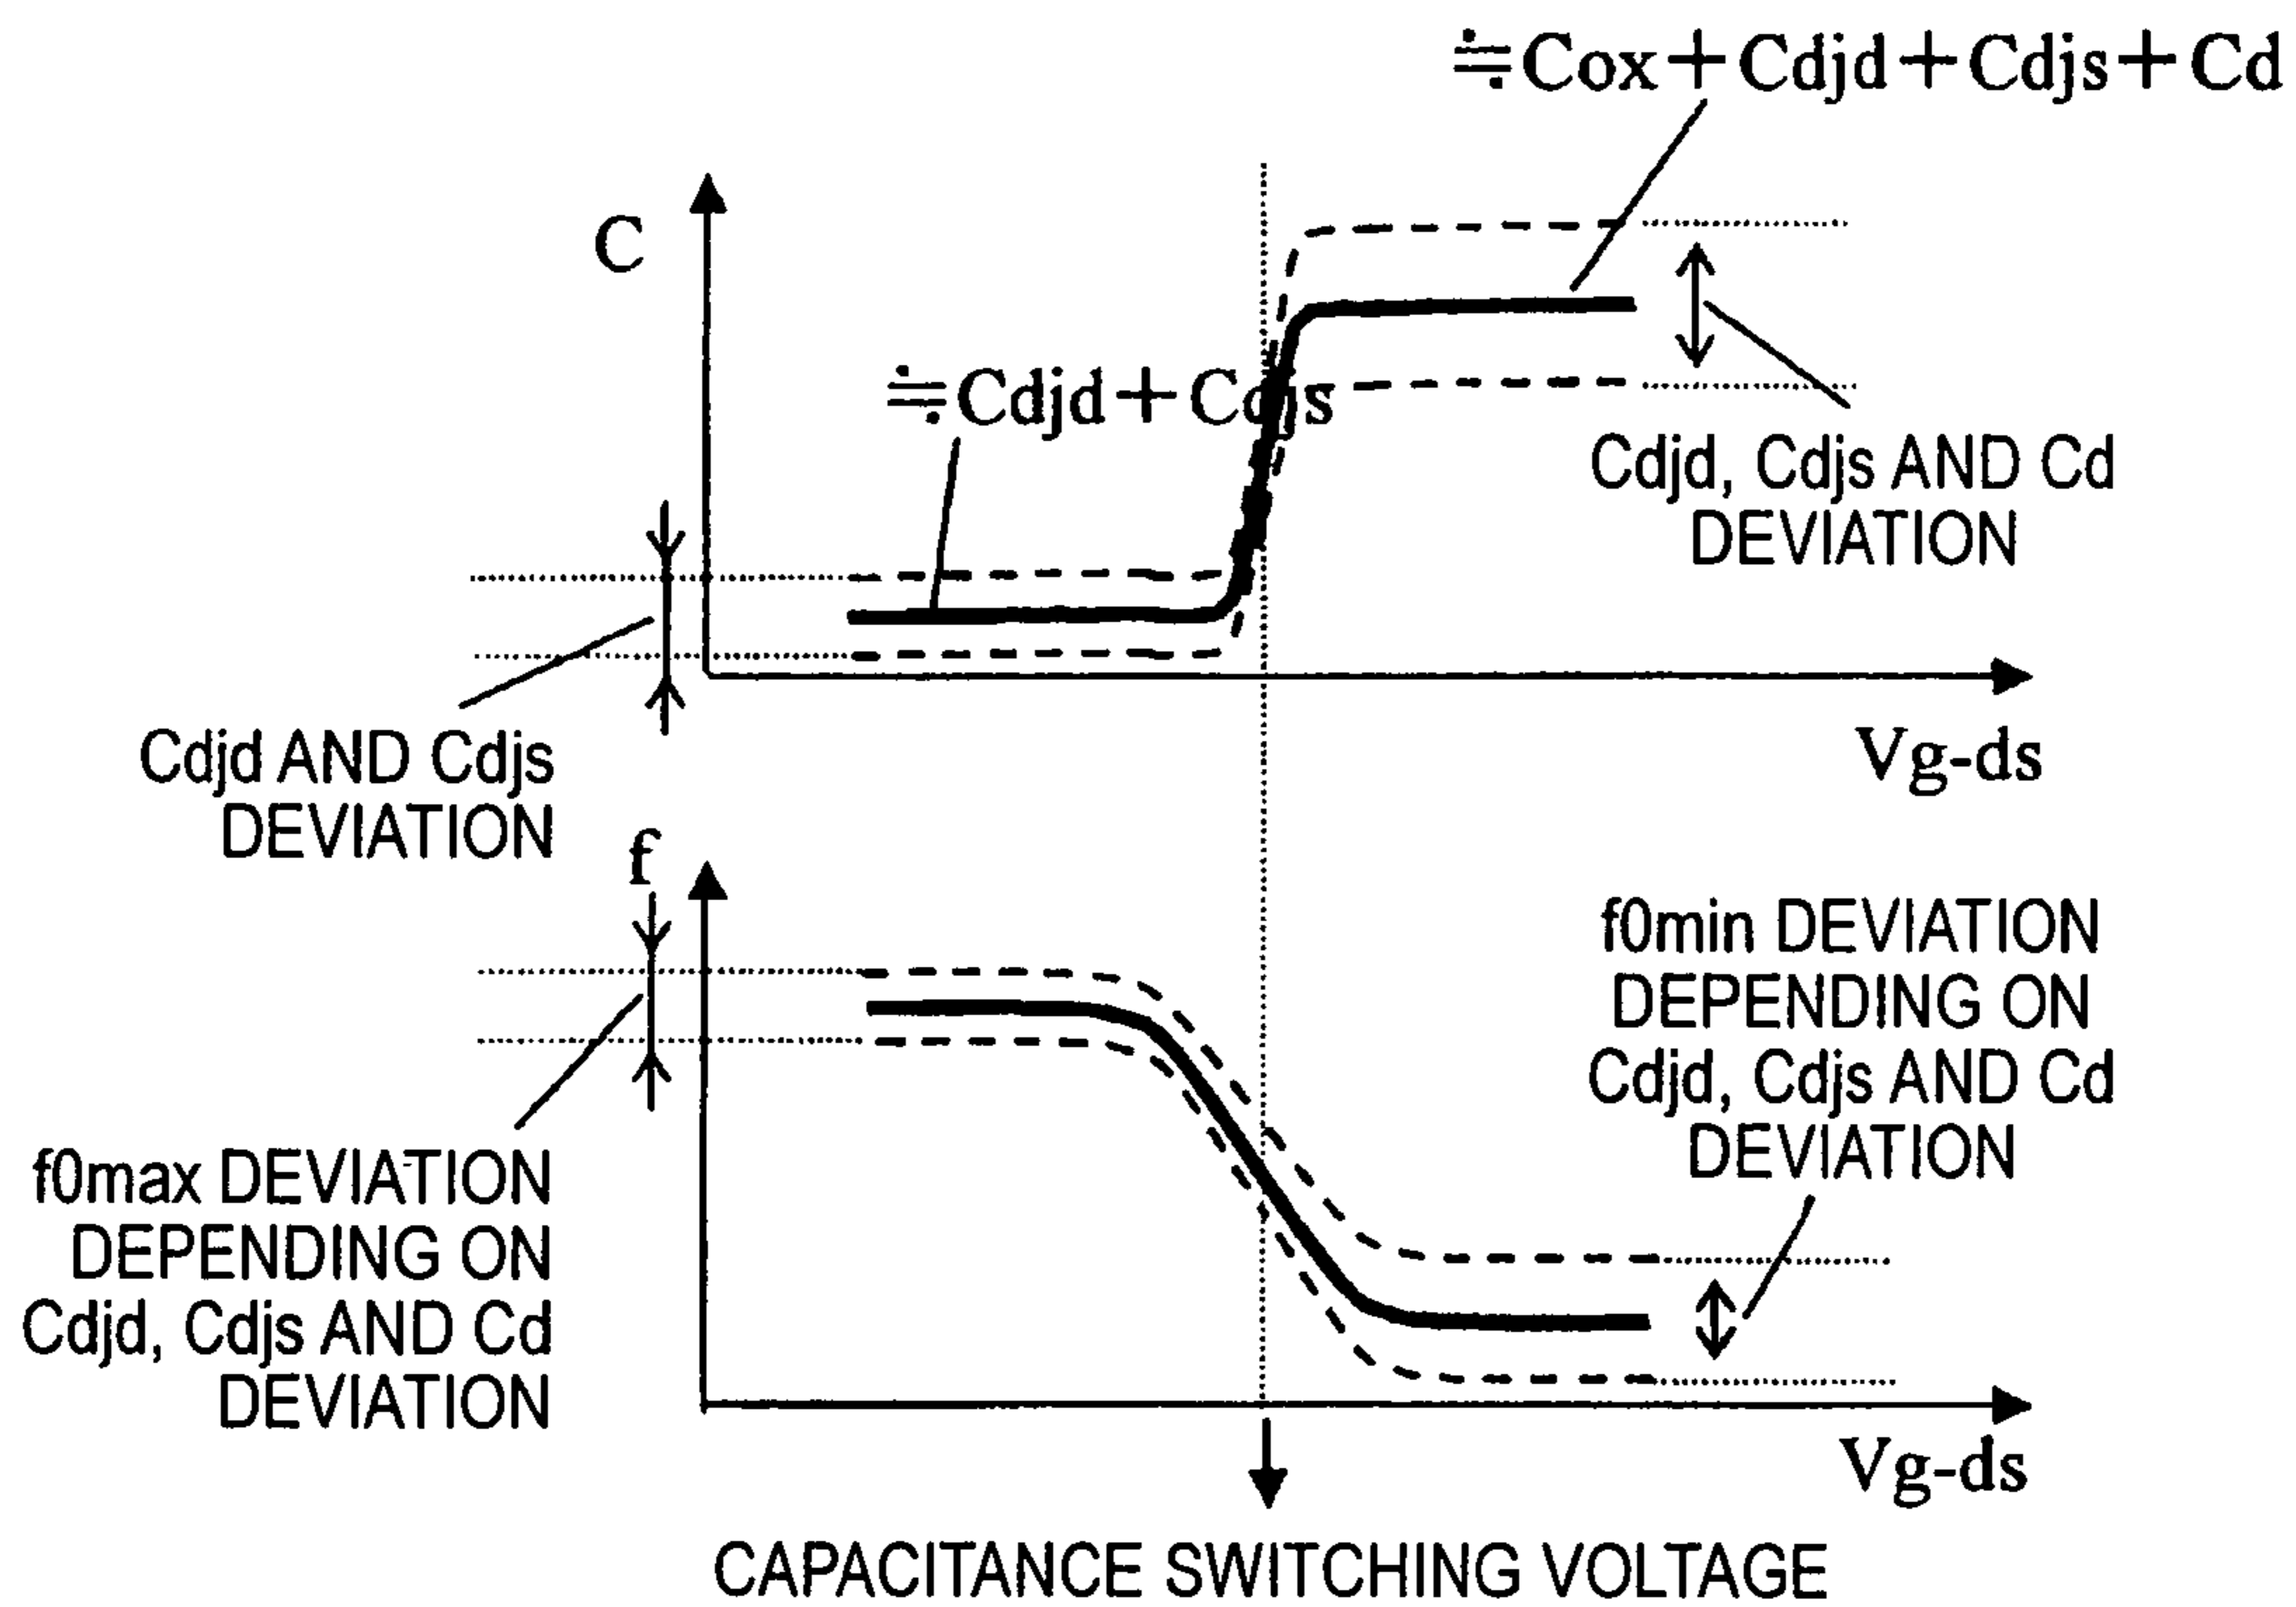 ≒Cox＋Cdjd＋Cdjs＋Cd
C
≒Cdjd＋Cdjs
Cdjd, Cdjs AND Cd
DEVIATION
Vg-ds
Cdjd AND Cdjs
DEVIATION
f
f0min DEVIATION
DEPENDING ON
Cdjd, Cdjs AND Cd
DEVIATION
f0max DEVIATION
DEPENDING ON
Cdjd, Cdjs AND Cd
DEVIATION
Vg-ds
CAPACITANCE SWITCHING VOLTAGE